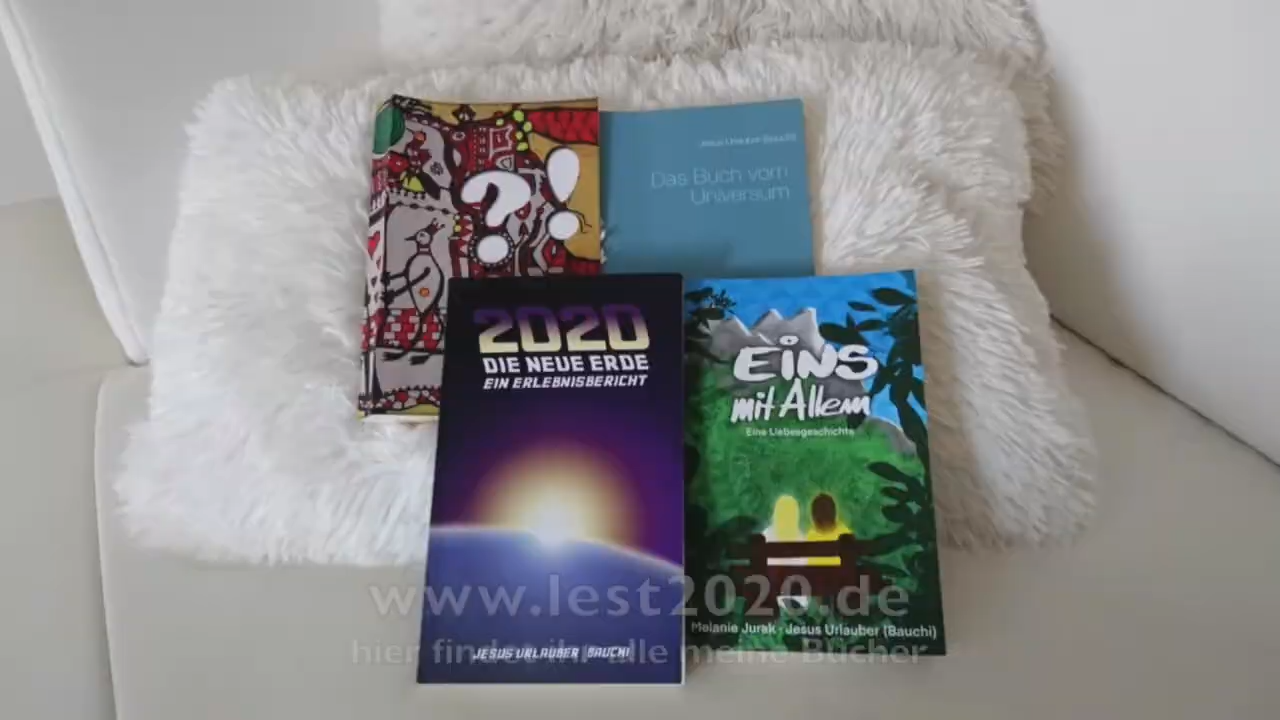 ?!
Jesus Urlauber (Bauchi)
Das Buch vom
Universum
2020
DIE NEUE ERDE
EIN ERLEBNISBERICHT
JESUS URLAUBER (BAUCHI)
EINS
mit Allem
Eine Liebesgeschichte
Melanie Jurak · Jesus Urlauber (Bauchi)
www.lest2020.de
hier findet ihr alle meine Bücher